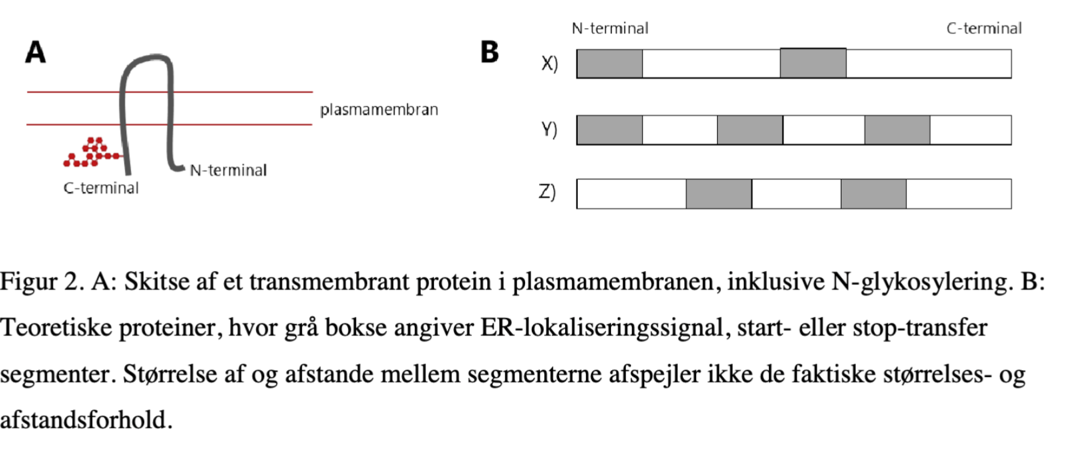 A
plasmamembran
N-terminal
C-terminal
B
N-terminal C-terminal
X)
Y)
Z)
Figur 2. A: Skitse af et transmembrant protein i plasmamembranen, inklusive N-glykosylering. B:
Teoretiske proteiner, hvor grå bokse angiver ER-lokaliseringssignal, start- eller stop-transfer
segmenter. Størrelse af og afstande mellem segmenterne afspejler ikke de faktiske størrelses- og
afstandsforhold.